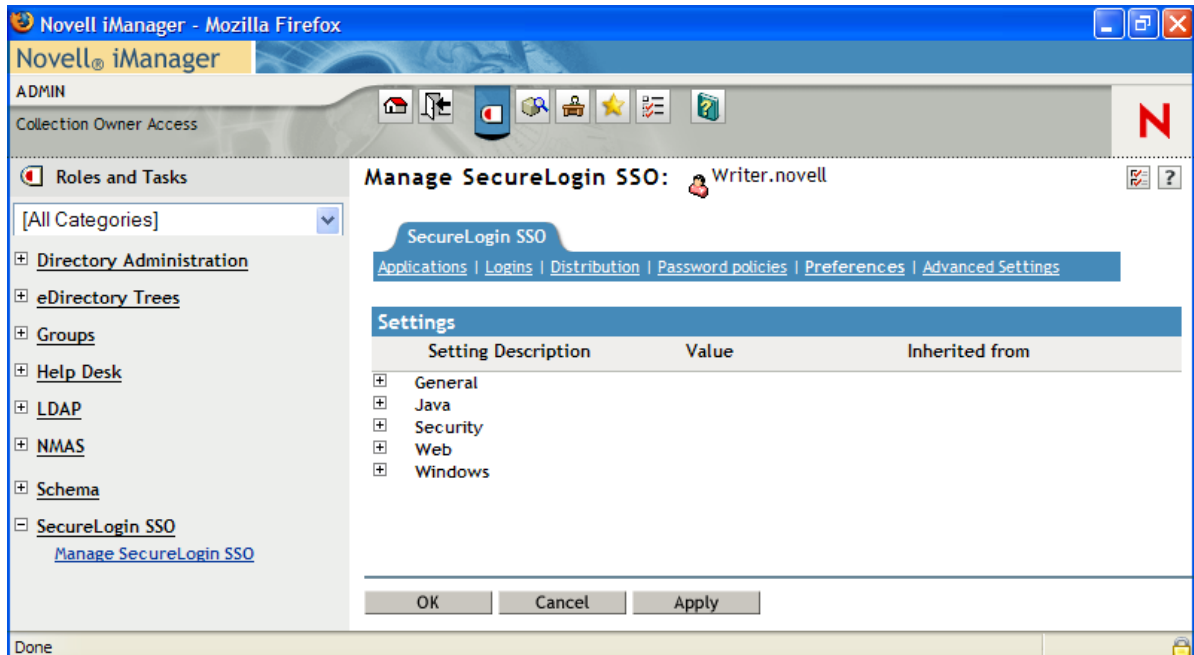 Novell iManager - Mozilla Firefox
Novell® iManager
ADMIN
Collection Owner Access
N
Roles and Tasks
[All Categories]
Directory Administration
eDirectory Trees
Groups
Help Desk
LDAP
NMAS
Schema
SecureLogin SSO
Manage SecureLogin SSO
Manage SecureLogin SSO: Writer.novell
?
SecureLogin SSO
Applications | Logins | Distribution | Password policies | Preferences | Advanced Settings
Settings
Setting Description Value Inherited from
General
Java
Security
Web
Windows
OK Cancel Apply
Done